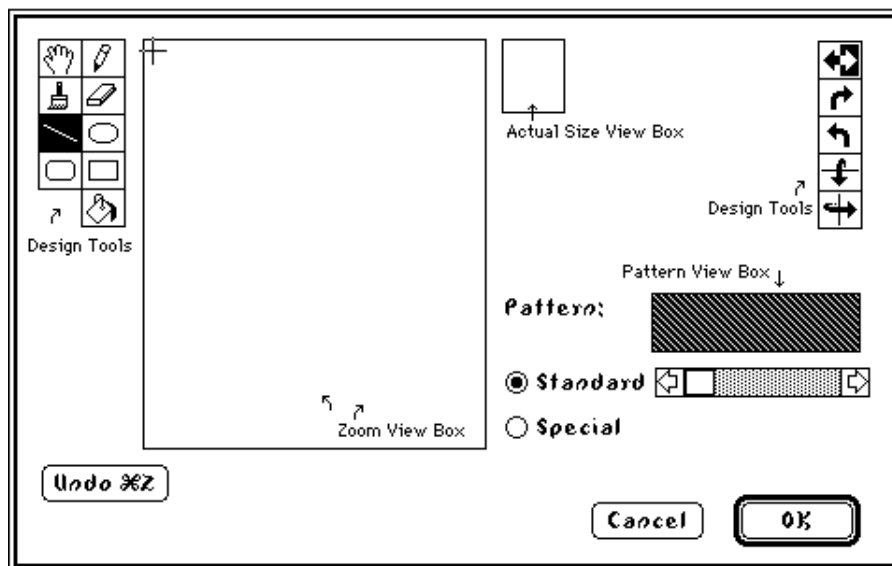 Actual Size View Box
Design Tools
Design Tools
Pattern View Box
Pattern:
Standard
Special
Zoom View Box
Undo ⌘Z
Cancel
OK